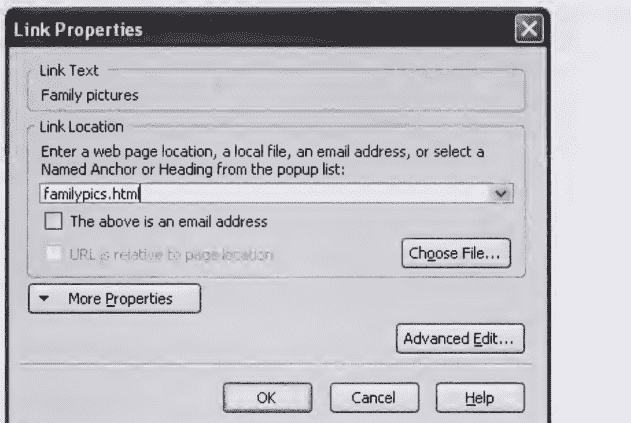 Link Properties
Link Text
Family pictures
Link Location
Enter a web page location, a local file, an email address, or select a
Named Anchor or Heading from the popup list:
familypics.html
The above is an email address
URL is relative to page location
Choose File...
More Properties
Advanced Edit...
OK Cancel Help